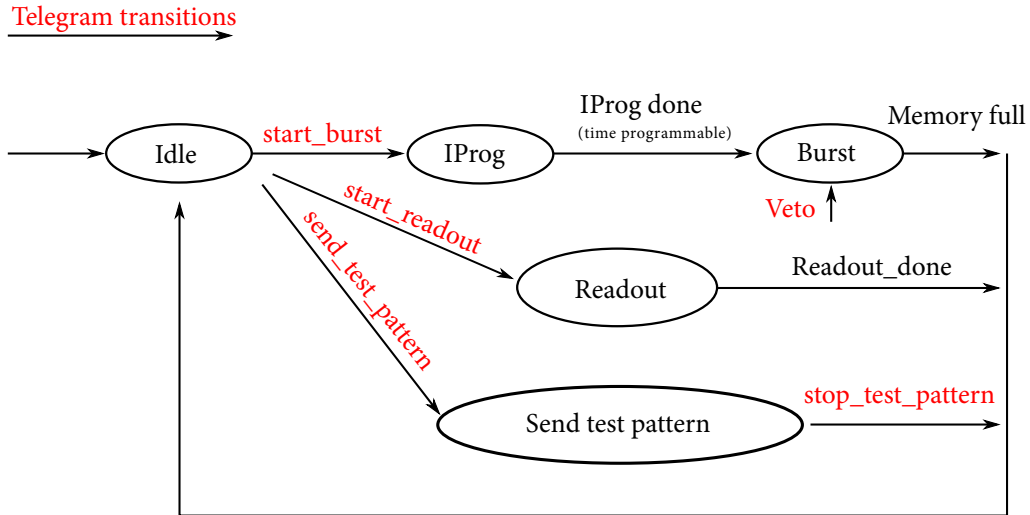 Telegram transitions
Idle
start_burst
IProg
IProg done
(time programmable)
Burst
Memory full
Veto
start_readout
Readout
Readout_done
send_test_pattern
Send test pattern
stop_test_pattern